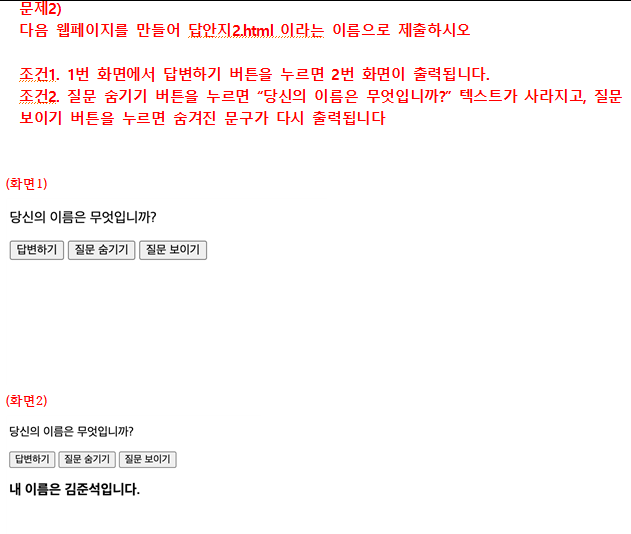 문제2)
다음 웹페이지를 만들어 답안지2.html 이라는 이름으로 제출하시오
조건1. 1번 화면에서 답변하기 버튼을 누르면 2번 화면이 출력됩니다.
조건2. 질문 숨기기 버튼을 누르면 “당신의 이름은 무엇입니까?” 텍스트가 사라지고, 질문
보이기 버튼을 누르면 숨겨진 문구가 다시 출력됩니다
(화면1)
당신의 이름은 무엇입니까?
답변하기 질문 숨기기 질문 보이기
(화면2)
당신의 이름은 무엇입니까?
답변하기 질문 숨기기 질문 보이기
내 이름은 김준석입니다.